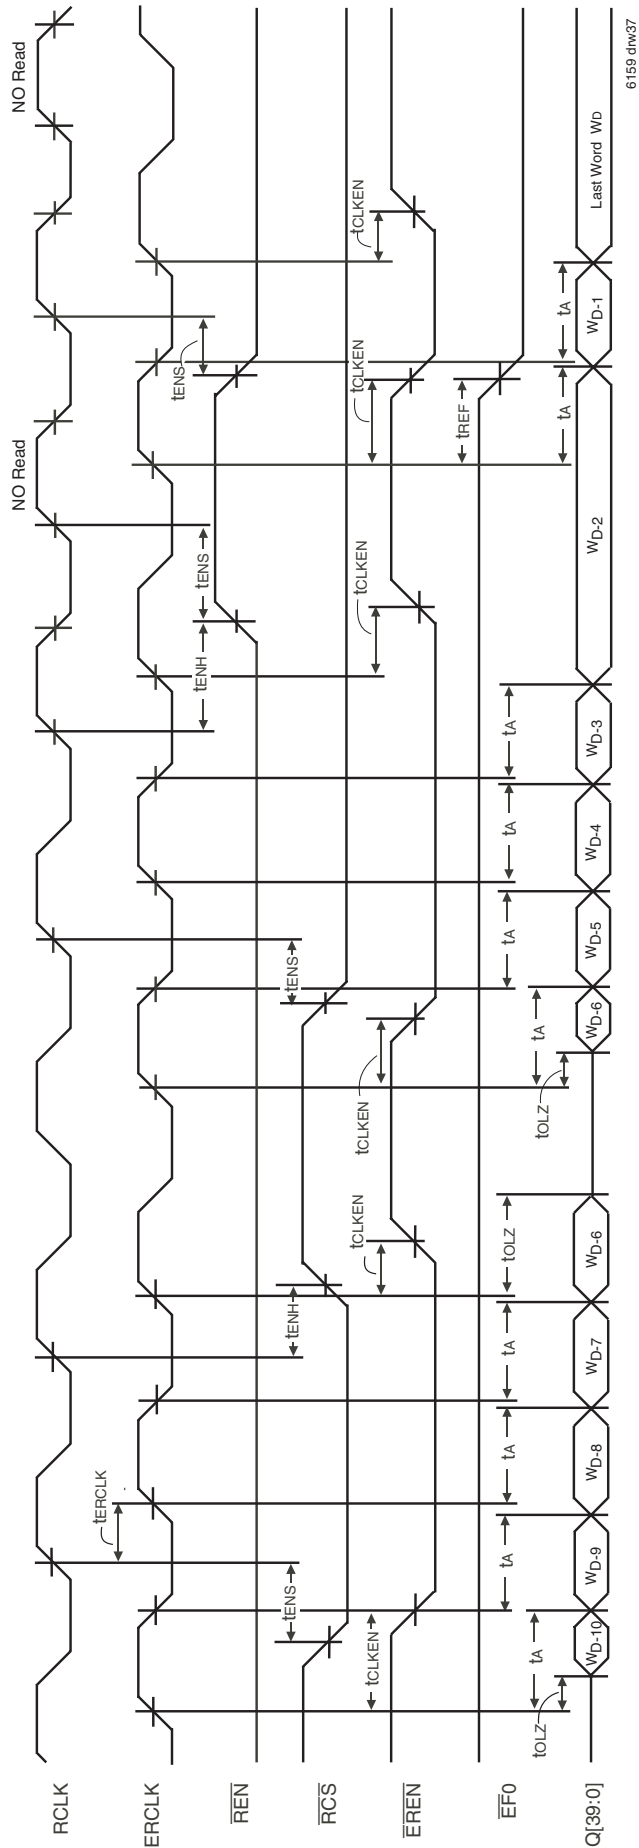 NO Read
NO Read
RCLK
tERCLK
ERCLK
tENH
tENS
tENS
REN
tENS
tENH
tENS
RCS
tCLKEN
tCLKEN
tCLKEN
tCLKEN
tCLKEN
tCLKEN
EREN
tREF
EF0
tA
tA
tA
tOLZ
tA
tA
tA
tOLZ
tA
tOLZ
tA
tA
tA
Q[39:0]
WD-10
WD-9
WD-8
WD-7
WD-6
WD-6
WD-5
WD-4
WD-3
WD-2
WD-1
Last Word WD
6159 drw37